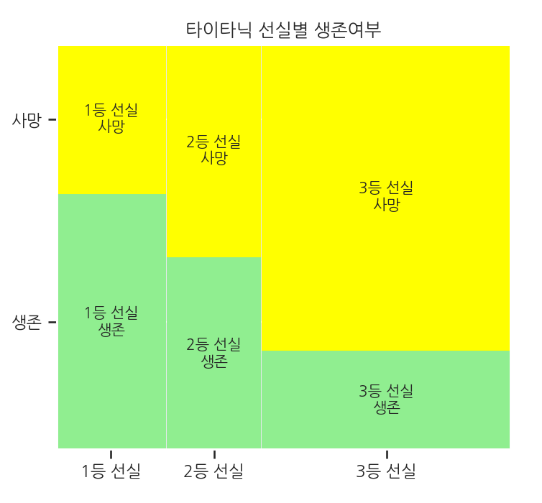 타이타닉 선실별 생존여부
사망
생존
1등 선실
사망
2등 선실
사망
3등 선실
사망
1등 선실
생존
2등 선실
생존
3등 선실
생존
1등 선실
2등 선실
3등 선실